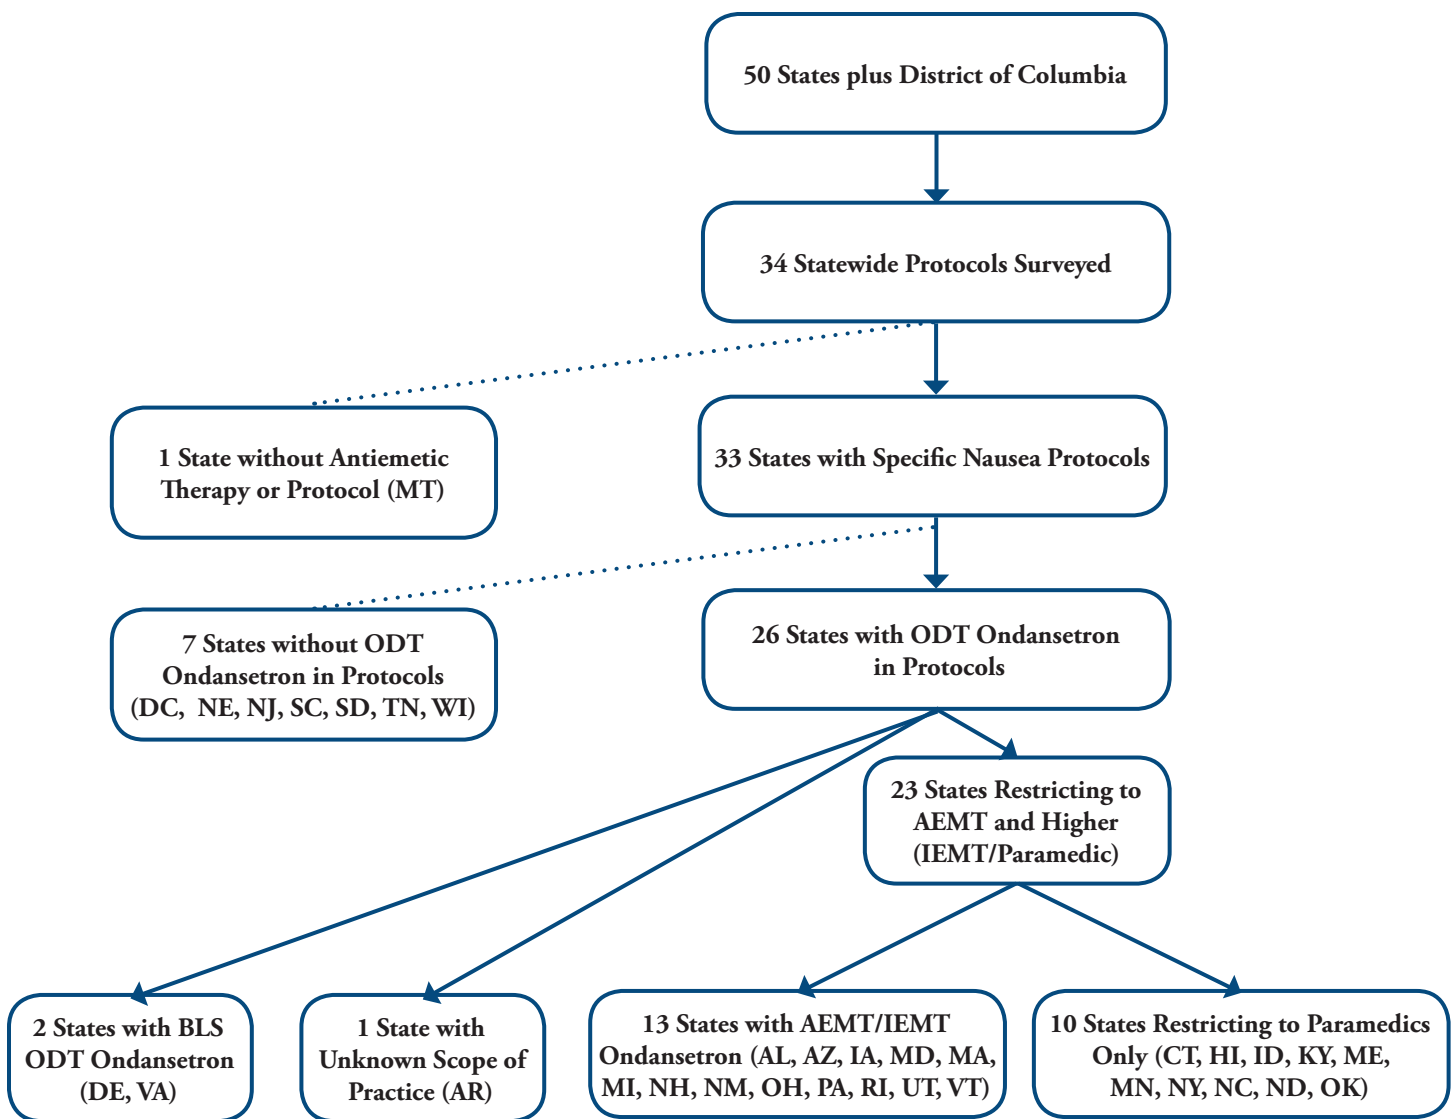 50 States plus District of Columbia
34 Statewide Protocols Surveyed
1 State without Antiemetic
Therapy or Protocol (MT)
33 States with Specific Nausea Protocols
7 States without ODT
Ondansetron in Protocols
(DC, NE, NJ, SC, SD, TN, WI)
26 States with ODT Ondansetron
in Protocols
23 States Restricting to
AEMT and Higher
(IEMT/Paramedic)
2 States with BLS
ODT Ondansetron
(DE, VA)
1 State with
Unknown Scope of
Practice (AR)
13 States with AEMT/IEMT
Ondansetron (AL, AZ, IA, MD, MA,
MI, NH, NM, OH, PA, RI, UT, VT)
10 States Restricting to Paramedics
Only (CT, HI, ID, KY, ME,
MN, NY, NC, ND, OK)